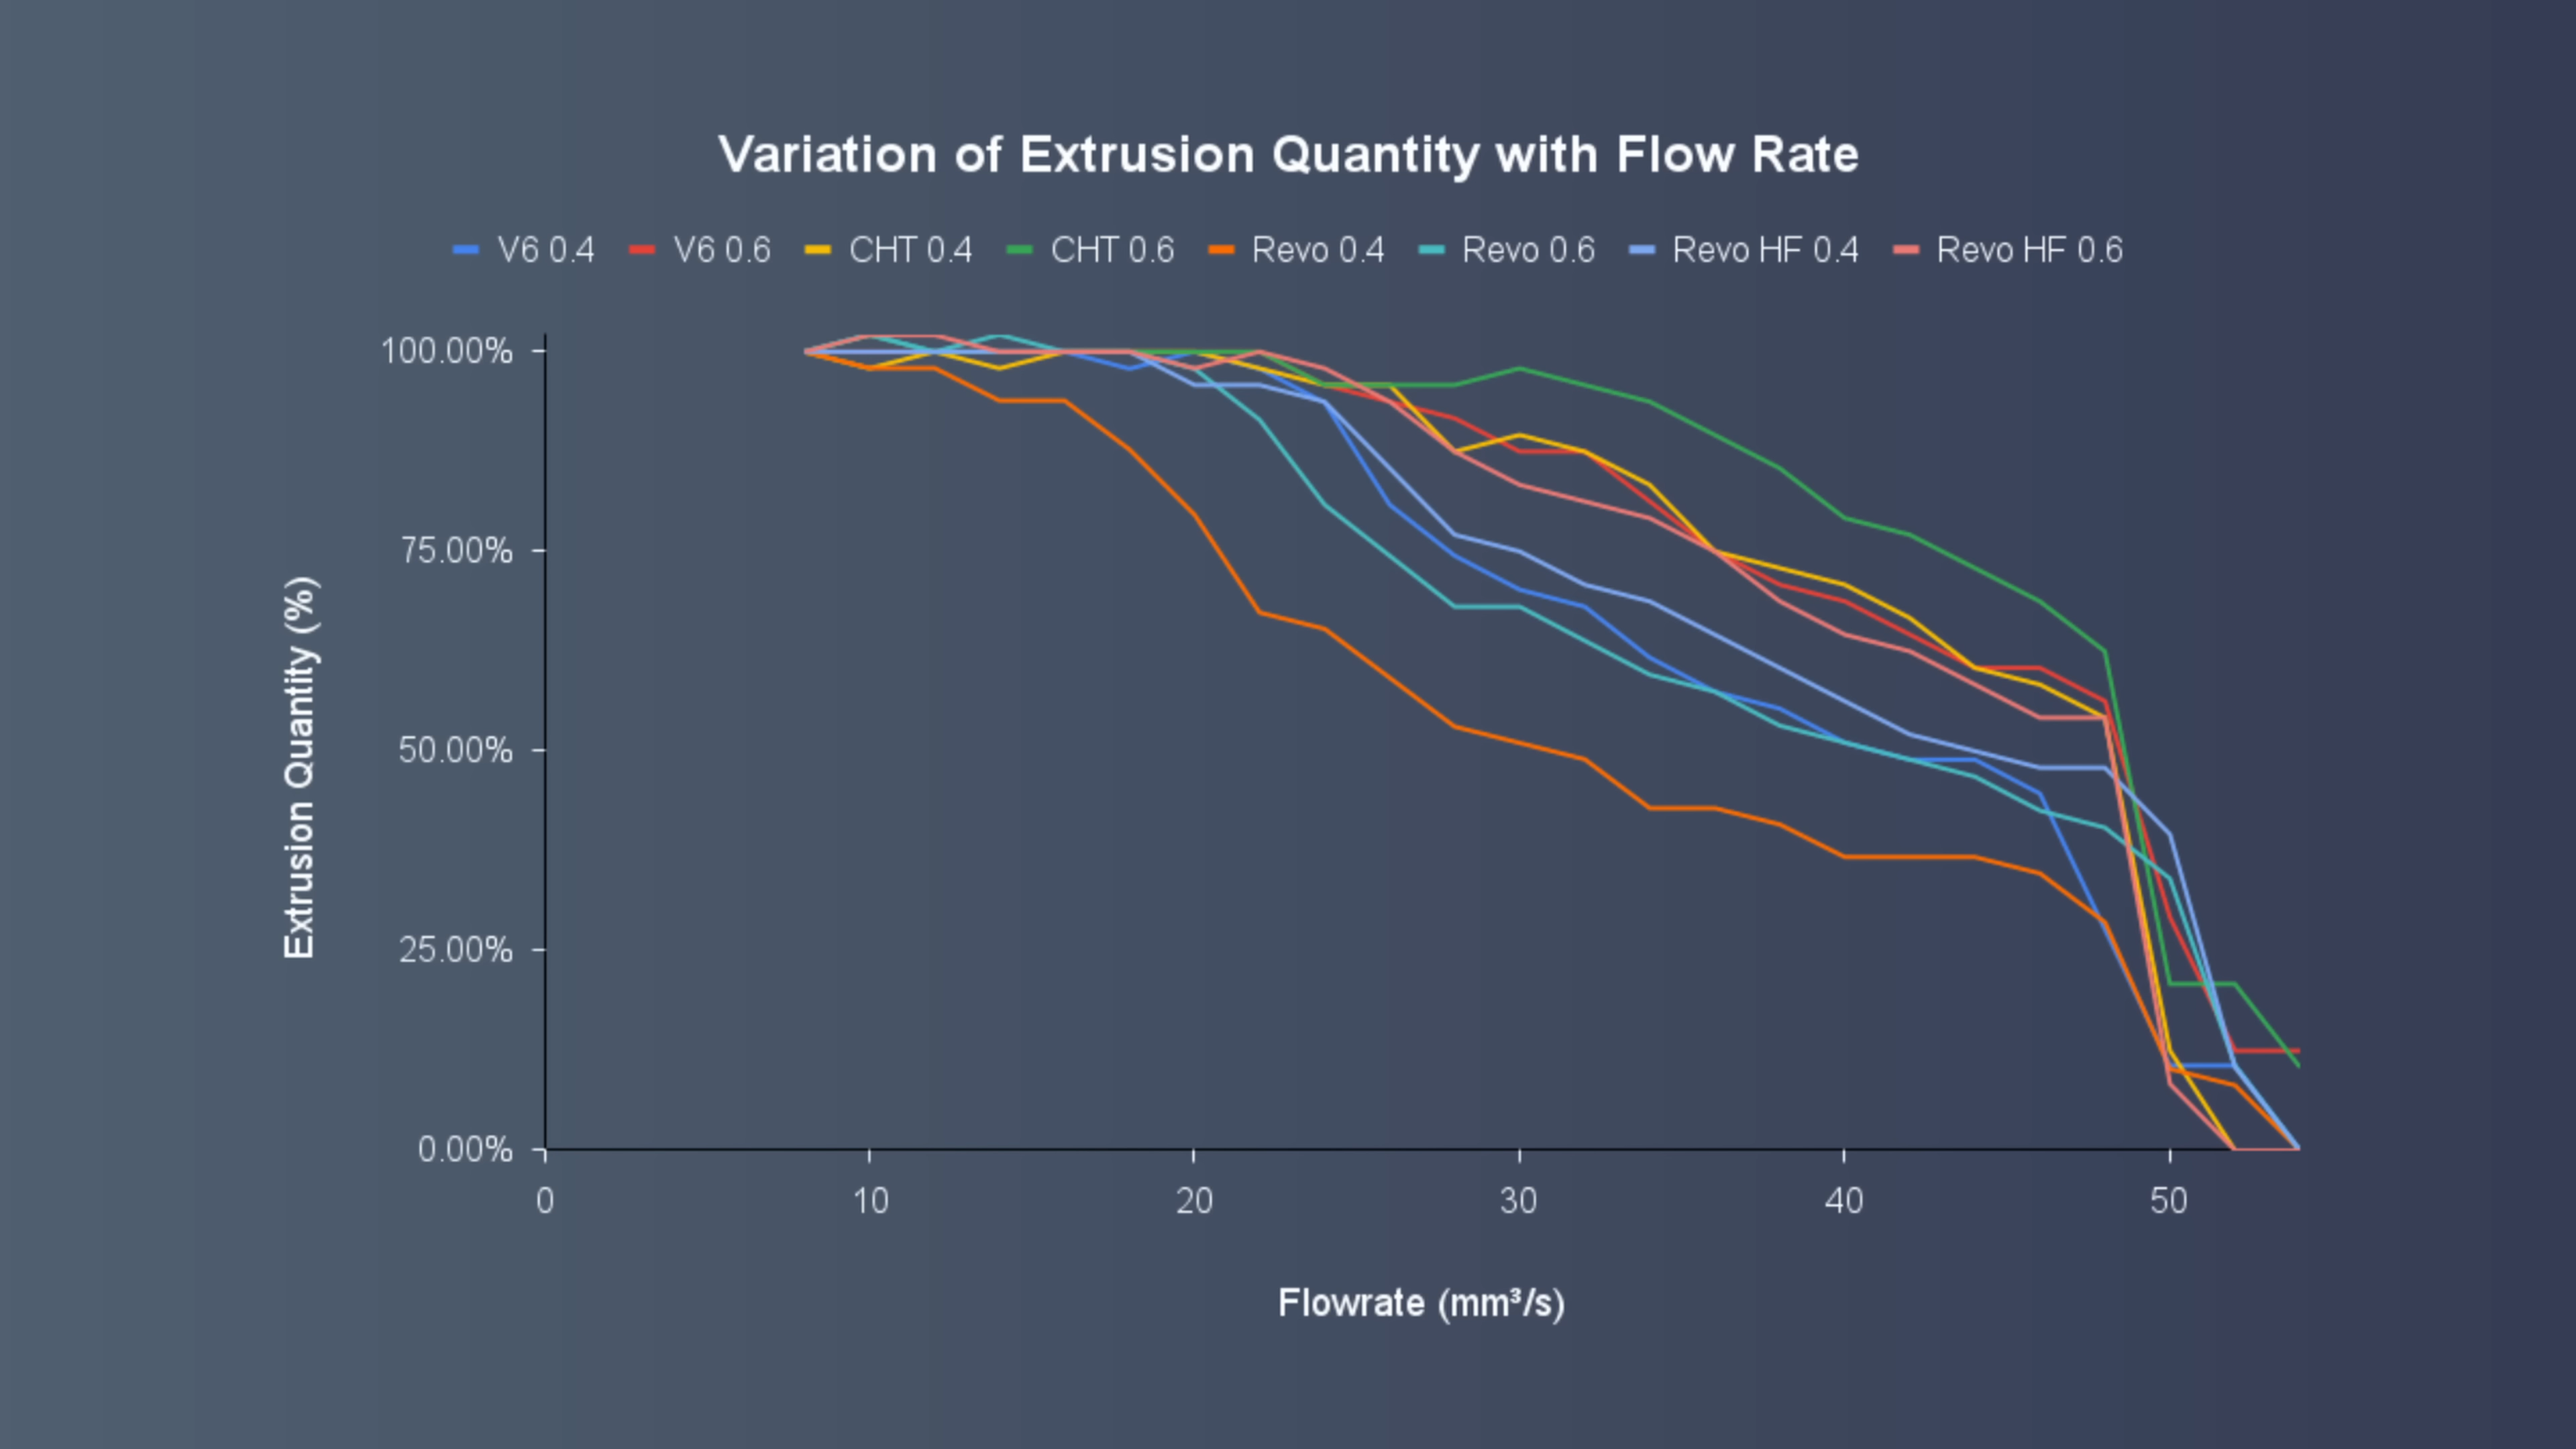 Variation of Extrusion Quantity with Flow Rate
V6 0.4 V6 0.6 CHT 0.4 CHT 0.6 Revo 0.4 Revo 0.6 Revo HF 0.4 Revo HF 0.6
Extrusion Quantity (%)
100.00%
75.00%
50.00%
25.00%
0.00%
0 10 20 30 40 50
Flowrate (mm³/s)